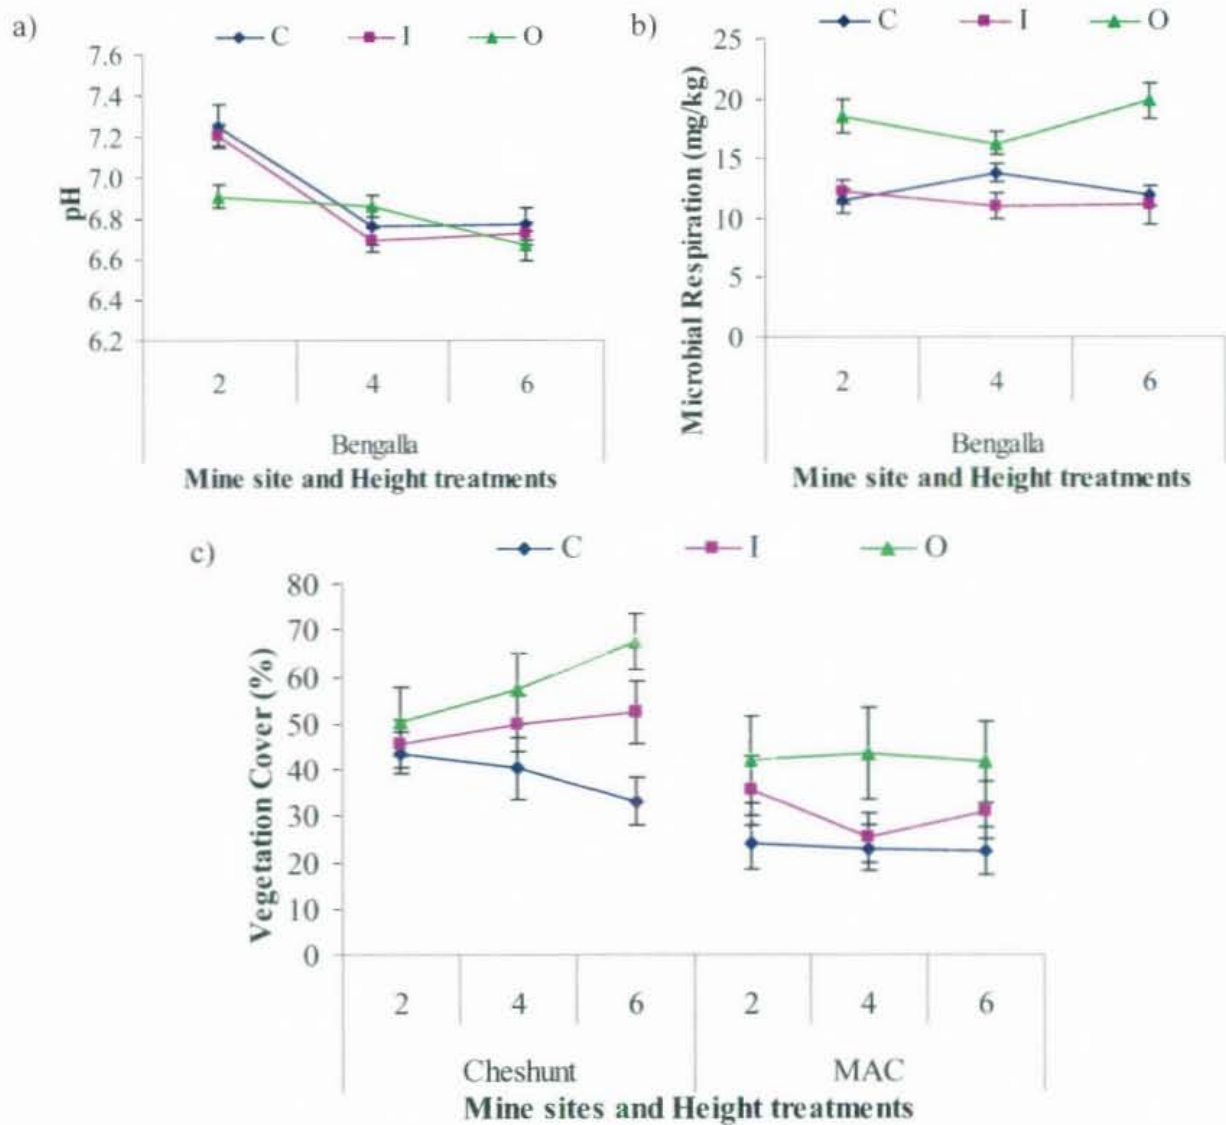 a)
C I O
pH
7.6
7.4
7.2
7.0
6.8
6.6
6.4
6.2
2 4 6
Bengalla
Mine site and Height treatments
b)
C I O
Microbial Respiration (mg/kg)
25
20
15
10
5
0
2 4 6
Bengalla
Mine site and Height treatments
c)
C I O
Vegetation Cover (%)
80
70
60
50
40
30
20
10
0
2 4 6 2 4 6
Cheshunt MAC
Mine sites and Height treatments